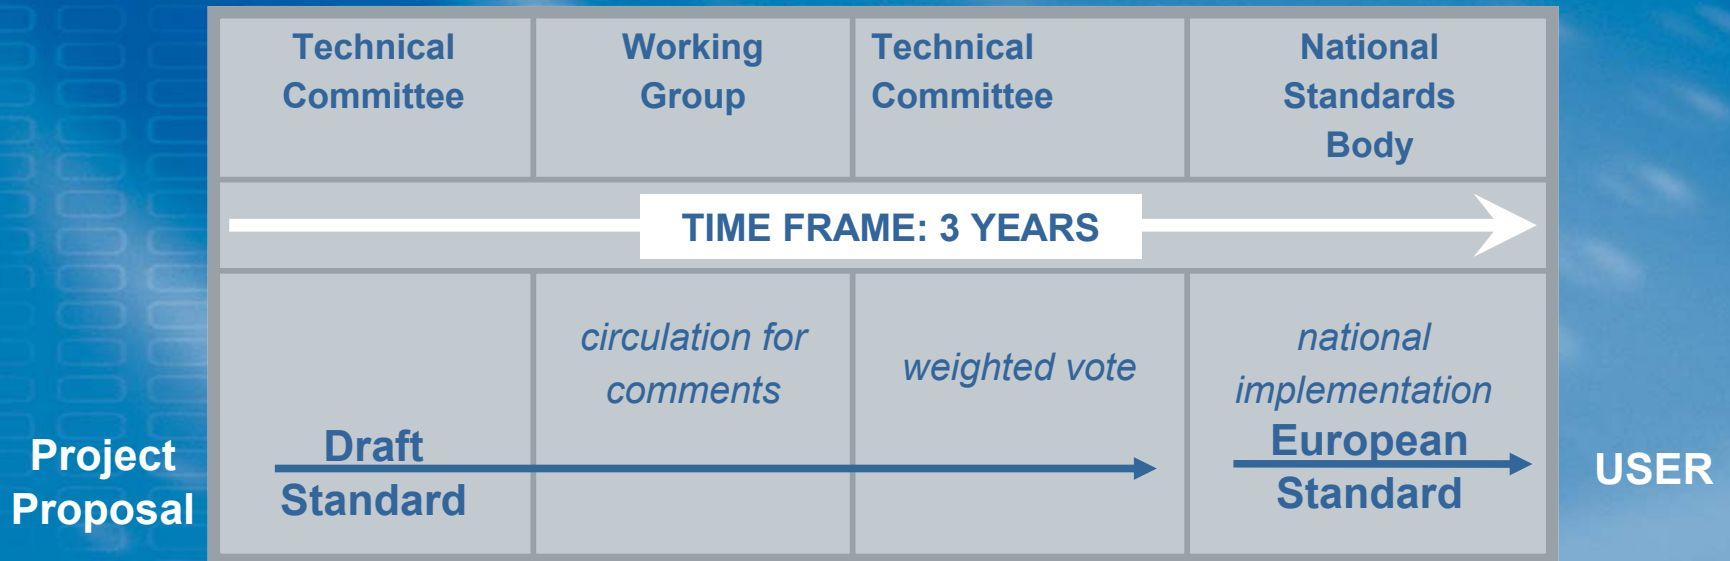 Technical
Committee
Working
Group
Technical
Committee
National
Standards
Body
TIME FRAME: 3 YEARS
Project
Proposal
Draft
Standard
circulation for
comments
weighted vote
national
implementation
European
Standard
USER